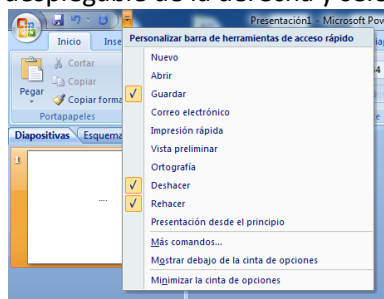 desplegable de la derecha y sele
Presentación1 - Microsoft Pow
Inicio Inse
Personalizar barra de herramientas de acceso rápido
Cortar
Copiar
Pegar
Copiar forma
Portapapeles
Diapositivas Esquema
1
Nuevo
Abrir
Guardar
Correo electrónico
Impresión rápida
Vista preliminar
Ortografía
Deshacer
Rehacer
Presentación desde el principio
Más comandos...
Mostrar debajo de la cinta de opciones
Minimizar la cinta de opciones